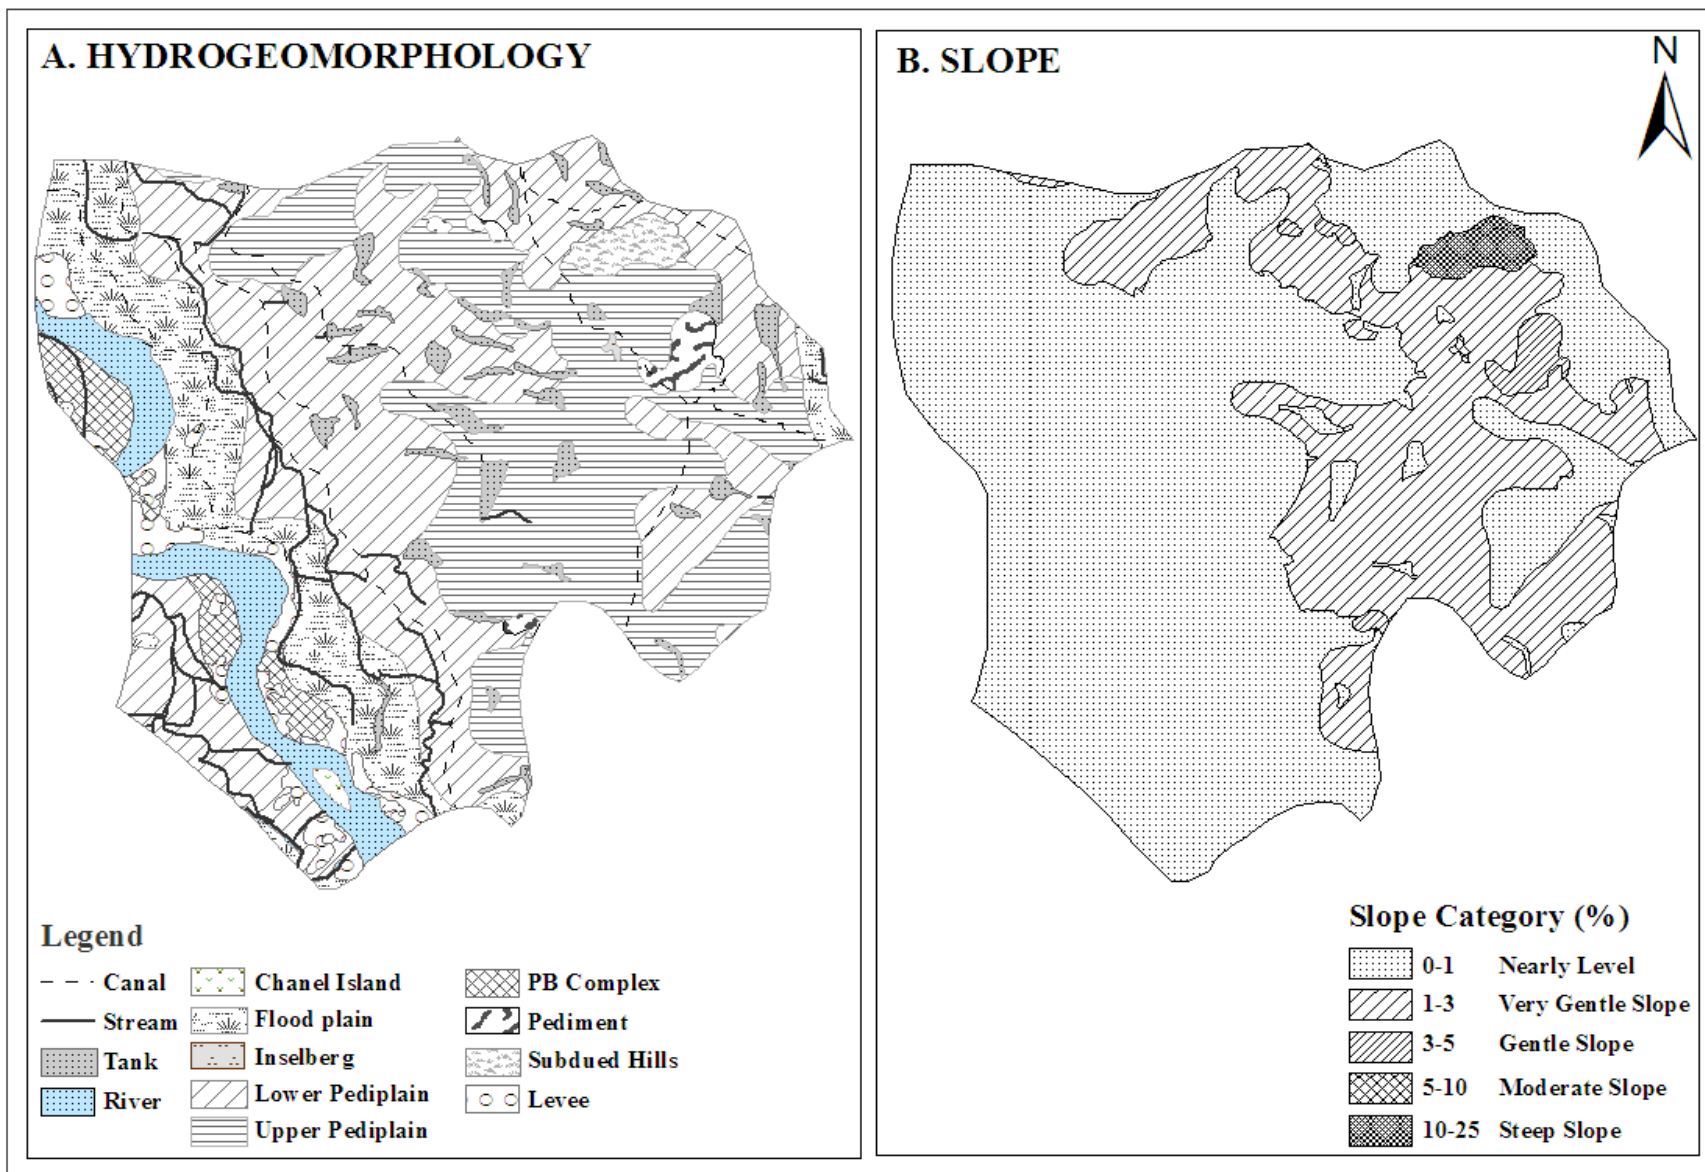 A. HYDROGEOMORPHOLOGY
B. SLOPE
N
Legend
Canal
Stream
Tank
River
Chanel Island
Flood plain
Inselberg
Lower Pediplain
Upper Pediplain
PB Complex
Pediment
Subdued Hills
Levee
Slope Category (%)
0-1 Nearly Level
1-3 Very Gentle Slope
3-5 Gentle Slope
5-10 Moderate Slope
10-25 Steep Slope